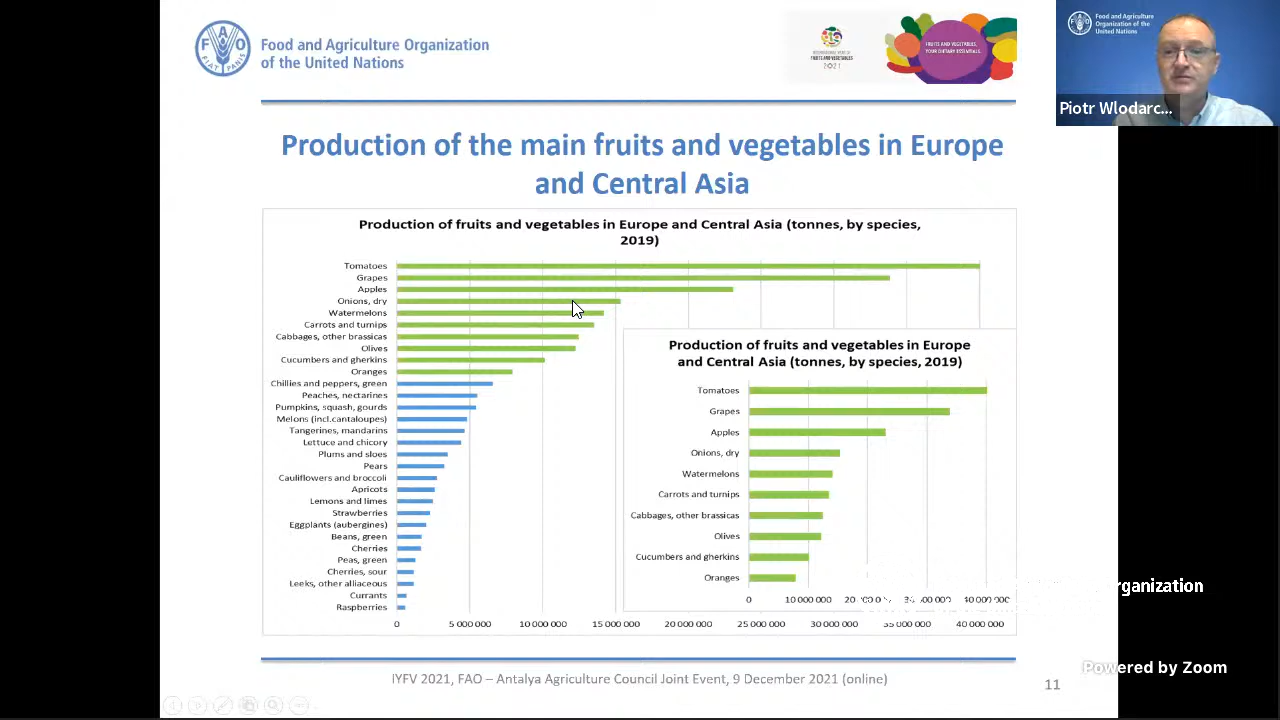 Food and Agriculture Organization
of the United Nations
FRUITS AND VEGETABLES,
YOUR DIETARY ESSENTIALS
2021
Food and Agriculture
Organization of the
United Nations
Piotr Wlodarc...
Production of the main fruits and vegetables in Europe
and Central Asia
Production of fruits and vegetables in Europe and Central Asia (tonnes, by species,
2019)
Tomatoes
Grapes
Apples
Onions, dry
Watermelons
Carrots and turnips
Cabbages, other brassicas
Olives
Cucumbers and gherkins
Oranges
Chillies and peppers, green
Peaches, nectarines
Pumpkins, squash, gourds
Melons (incl.cantaloupes)
Tangerines, mandarins
Lettuce and chicory
Plums and sloes
Pears
Cauliflowers and broccoli
Apricots
Lemons and limes
Strawberries
Eggplants (aubergines)
Beans, green
Cherries
Peas, green
Cherries, sour
Leeks, other alliaceous
Currants
Raspberries
0 5 000 000 10 000 000 15 000 000 20 000 000 25 000 000 30 000 000 35 000 000 40 000 000
Production of fruits and vegetables in Europe
and Central Asia (tonnes, by species, 2019)
Tomatoes
Grapes
Apples
Onions, dry
Watermelons
Carrots and turnips
Cabbages, other brassicas
Olives
Cucumbers and gherkins
Oranges
0 10 000 000 40 000 000
rganization
Powered by Zoom
IYFV 2021, FAO – Antalya Agriculture Council Joint Event, 9 December 2021 (online)
11